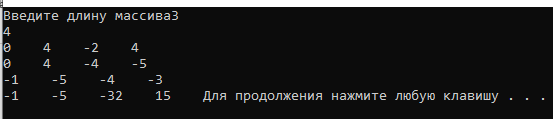 Введите длину массива3
4
0 4 -2 4
0 4 -4 -5
-1 -5 -4 -3
-1 -5 -32 15 Для продолжения нажмите любую клавишу . . .